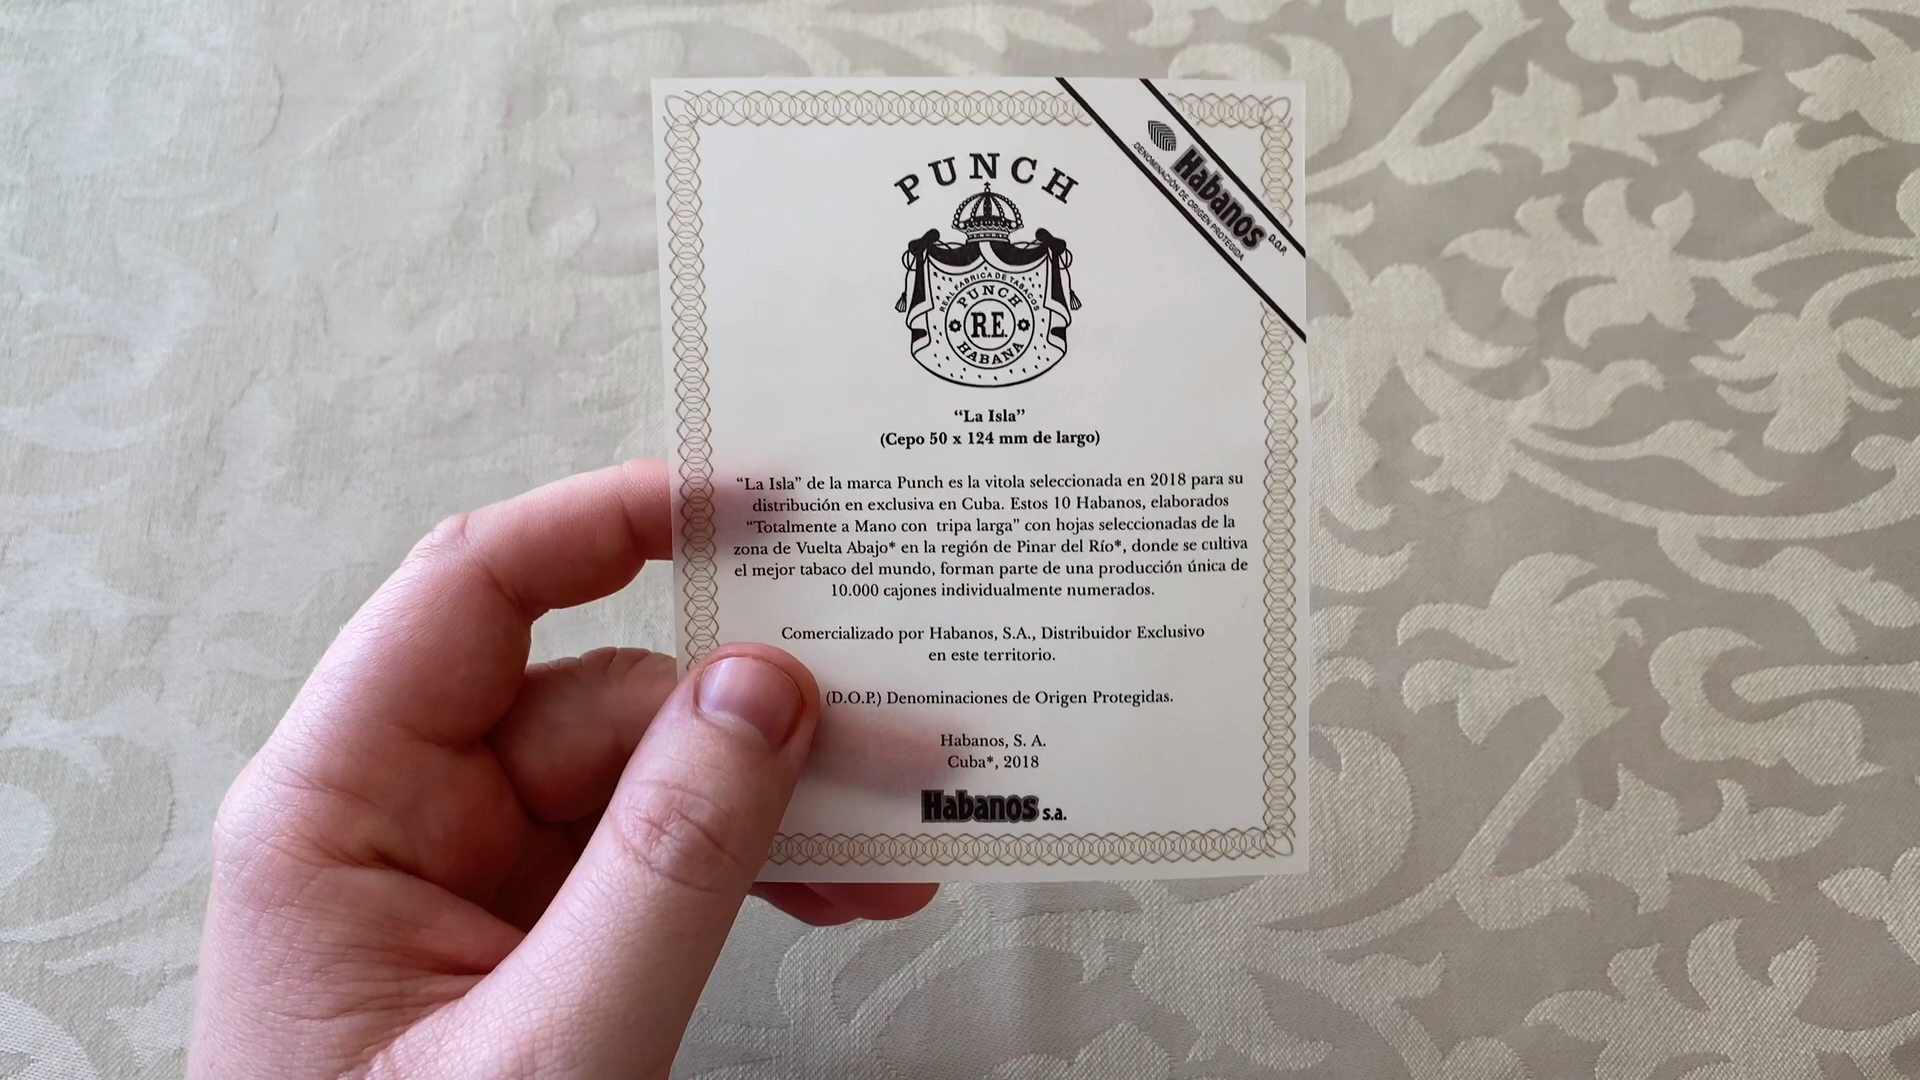 PUNCH
Habanos D.O.P.
DENOMINACIÓN DE ORIGEN PROTEGIDA
REAL FABRICA DE TABACOS
PUNCH
R.E.
HABANA
“La Isla”
(Cepo 50 x 124 mm de largo)
“La Isla” de la marca Punch es la vitola seleccionada en 2018 para su
distribución en exclusiva en Cuba. Estos 10 Habanos, elaborados
“Totalmente a Mano con tripa larga” con hojas seleccionadas de la
zona de Vuelta Abajo* en la región de Pinar del Río*, donde se cultiva
el mejor tabaco del mundo, forman parte de una producción única de
10.000 cajones individualmente numerados.
Comercializado por Habanos, S.A., Distribuidor Exclusivo
en este territorio.
(D.O.P.) Denominaciones de Origen Protegidas.
Habanos, S. A.
Cuba*, 2018
Habanos s.a.